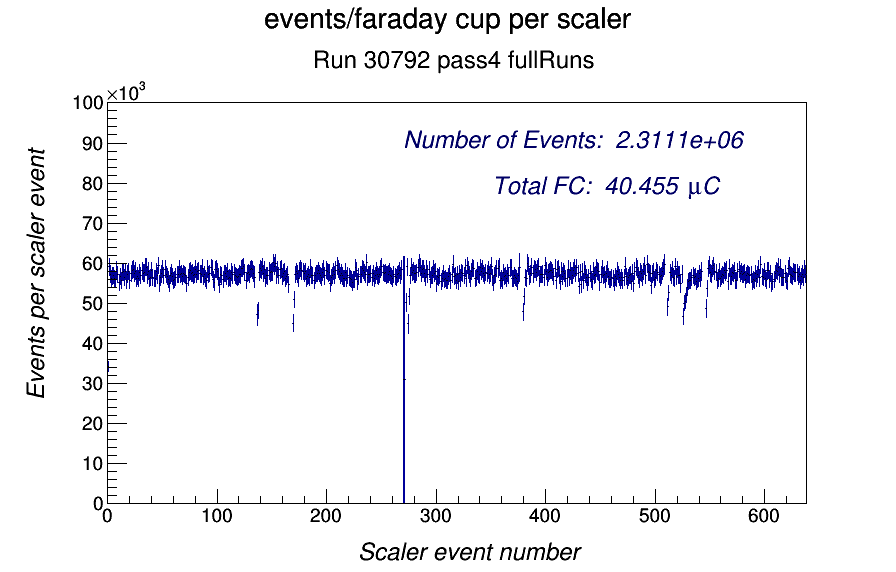 events/faraday cup per scaler
Run 30792 pass4 fullRuns
×10³
100
90
80
70
60
50
40
30
20
10
0
Number of Events: 2.3111e+06
Total FC: 40.455 μC
Events per scaler event
0 100 200 300 400 500 600
Scaler event number